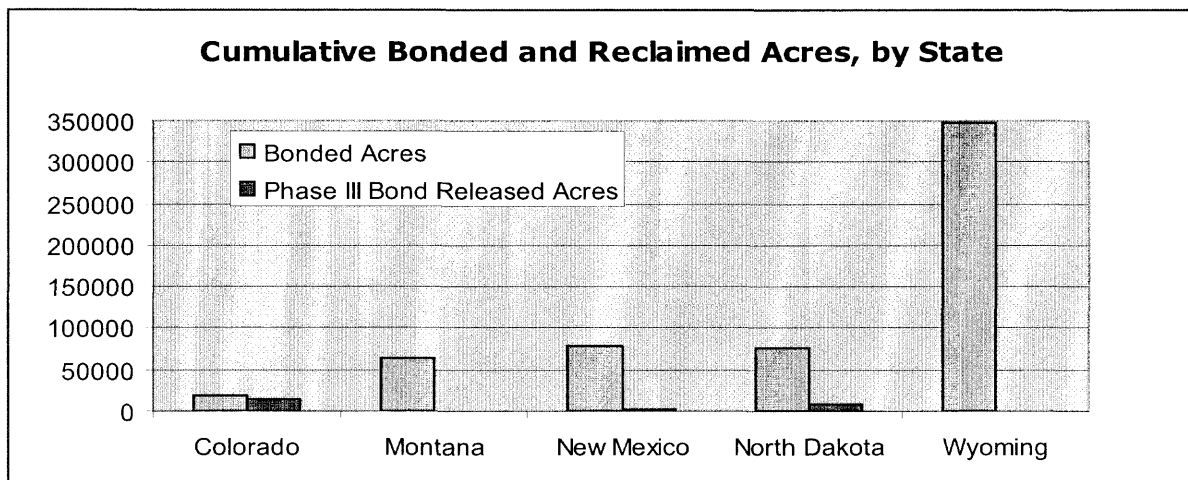 Cumulative Bonded and Reclaimed Acres, by State
350000
300000
250000
200000
150000
100000
50000
0
Bonded Acres
Phase III Bond Released Acres
Colorado
Montana
New Mexico
North Dakota
Wyoming